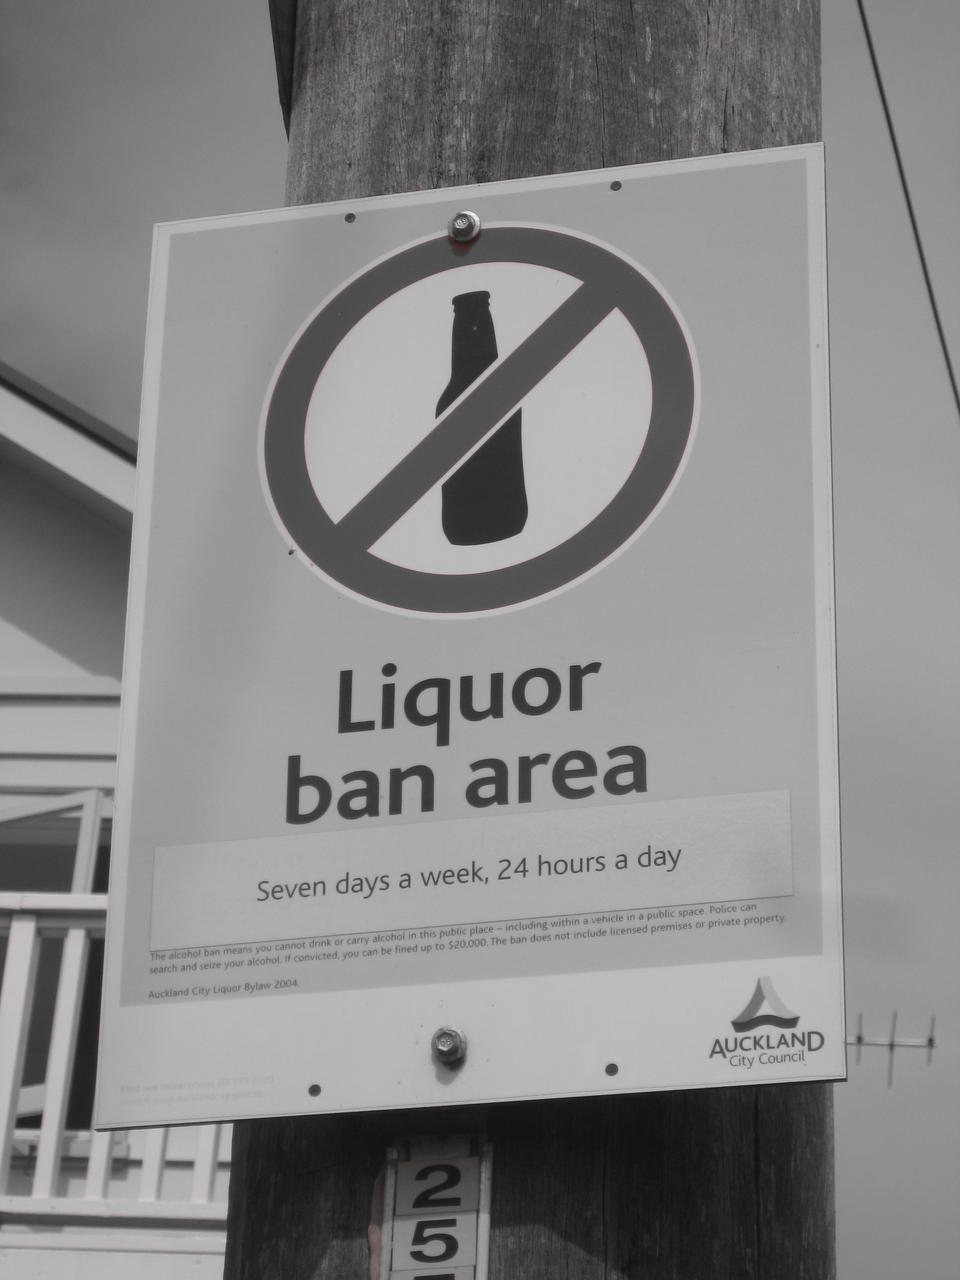 Liquor
ban area
Seven days a week, 24 hours a day
The alcohol ban means you cannot drink or carry alcohol in this public place – including within a vehicle in a public space. Police can
search and seize your alcohol. If convicted, you can be fined up to $20,000. The ban does not include licensed premises or private property.
Auckland City Liquor Bylaw 2004.
AUCKLAND
City Council
2
5